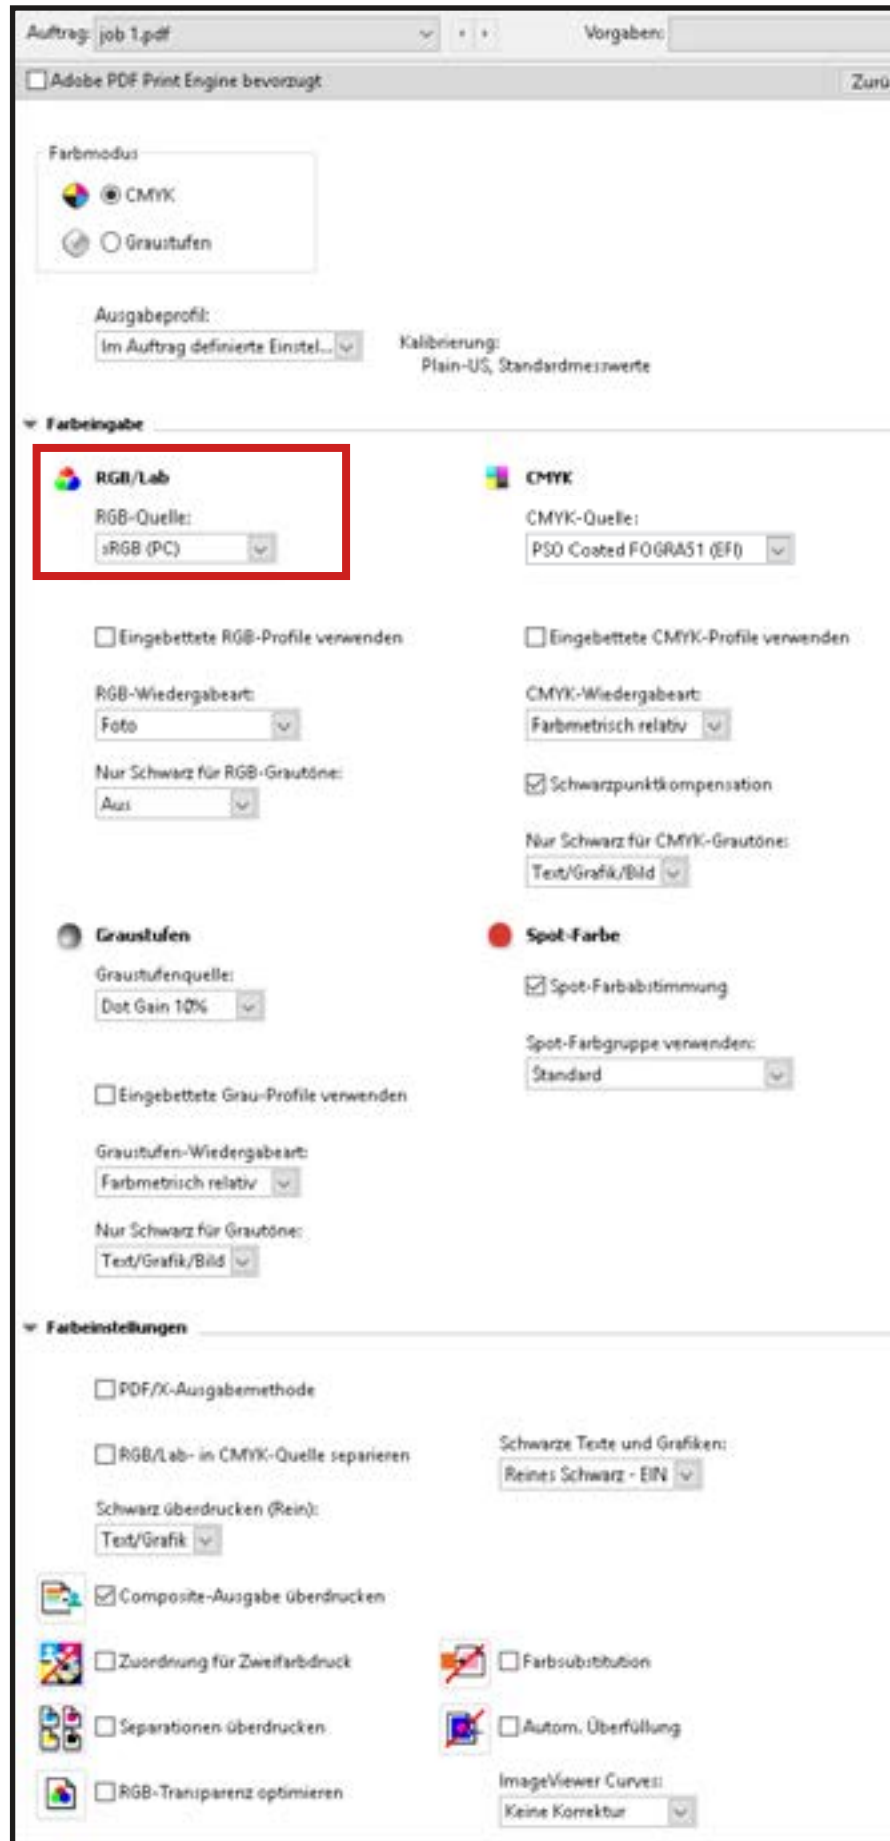 Auftrag: job 1.pdf Vorgaben:
Adobe PDF Print Engine bevorzugt
Farbmodus
CMYK
Graustufen
Ausgabeprofil:
Im Auftrag definierte Einstel...
Kalibrierung:
Plain-US, Standardmesswerte
Farbeingabe
RGB/Lab
RGB-Quelle:
sRGB (PC)
Eingebettete RGB-Profile verwenden
RGB-Wiedergabeart:
Foto
Nur Schwarz für RGB-Grautöne:
Aus
CMYK
CMYK-Quelle:
PSO Coated FOGRA51 (EFI)
Eingebettete CMYK-Profile verwenden
CMYK-Wiedergabeart:
Farbmetrisch relativ
Schwarzpunktkompensation
Nur Schwarz für CMYK-Grautöne:
Text/Grafik/Bild
Graustufen
Graustufenquelle:
Dot Gain 10%
Eingebettete Grau-Profile verwenden
Graustufen-Wiedergabeart:
Farbmetrisch relativ
Nur Schwarz für Grautöne:
Text/Grafik/Bild
Spot-Farbe
Spot-Farbabstimmung
Spot-Farbgruppe verwenden:
Standard
Farbeinstellungen
PDF/X-Ausgabemethode
RGB/Lab- in CMYK-Quelle separieren
Schwarze Texte und Grafiken:
Reines Schwarz - EIN
Schwarz überdrucken (Rein):
Text/Grafik
Composite-Ausgabe überdrucken
Zuordnung für Zweifarbdruck
Farbsubstitution
Separationen überdrucken
Autom. Überfüllung
RGB-Transparenz optimieren
ImageViewer Curves:
Keine Korrektur